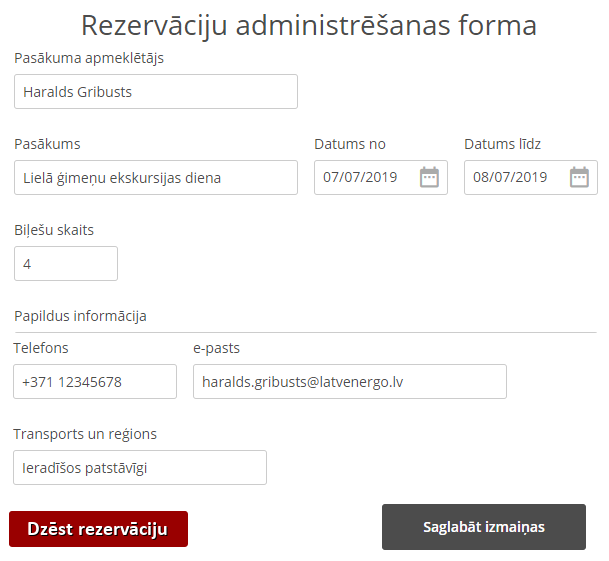 Rezervāciju administrēšanas forma
Pasākuma apmeklētājs
Haralds Gribusts
Pasākums Datums no Datums līdz
Lielā ģimeņu ekskursijas diena 07/07/2019 08/07/2019
Biļešu skaits
4
Papildus informācija
Telefons e-pasts
+371 12345678 haralds.gribusts@latvenergo.lv
Transports un reģions
Ieradīšos patstāvīgi
Dzēst rezervāciju Saglabāt izmaiņas